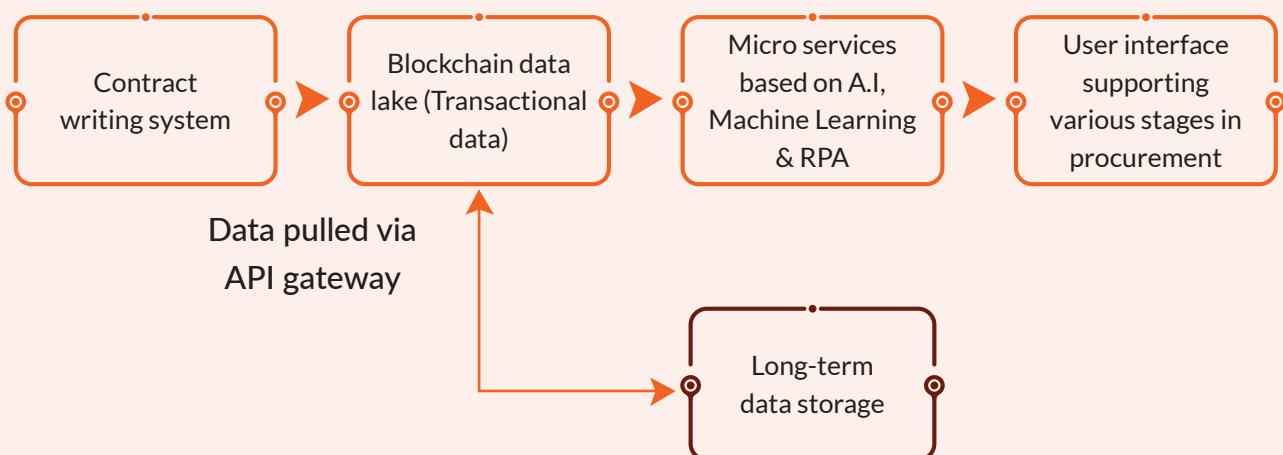 Contract
writing system
Blockchain data
lake (Transactional
data)
Micro services
based on A.I,
Machine Learning
& RPA
User interface
supporting
various stages in
procurement
Data pulled via
API gateway
Long-term
data storage